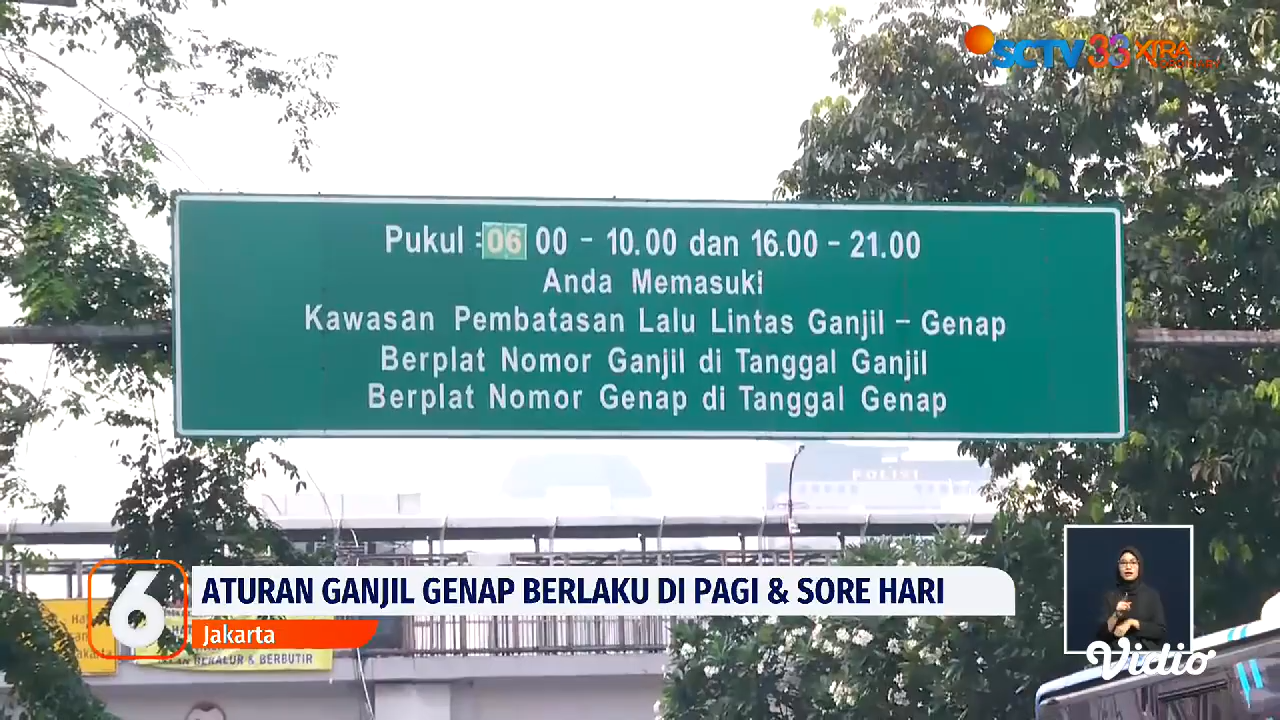 SCTV 33 XTRA
Pukul :06 00 - 10.00 dan 16.00 - 21.00
Anda Memasuki
Kawasan Pembatasan Lalu Lintas Ganjil - Genap
Berplat Nomor Ganjil di Tanggal Ganjil
Berplat Nomor Genap di Tanggal Genap
POLISI
6
ATURAN GANJIL GENAP BERLAKU DI PAGI & SORE HARI
Jakarta
BERALUR & BERBUTIR
Vidio